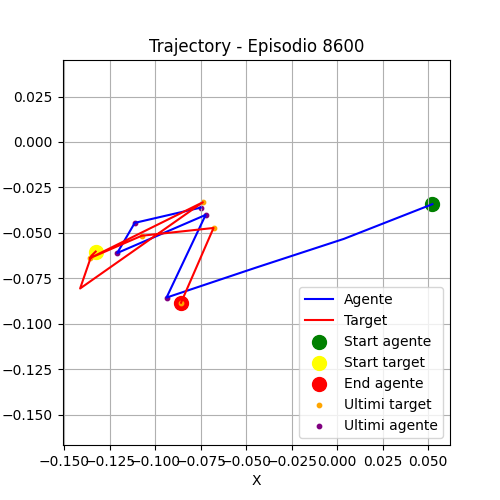 Trajectory - Episodio 8600
0.025
0.000
−0.025
−0.050
−0.075
−0.100
−0.125
−0.150
Agente
Target
Start agente
Start target
End agente
Ultimi target
Ultimi agente
−0.150−0.125−0.100−0.075−0.050−0.025 0.000 0.025 0.050
X